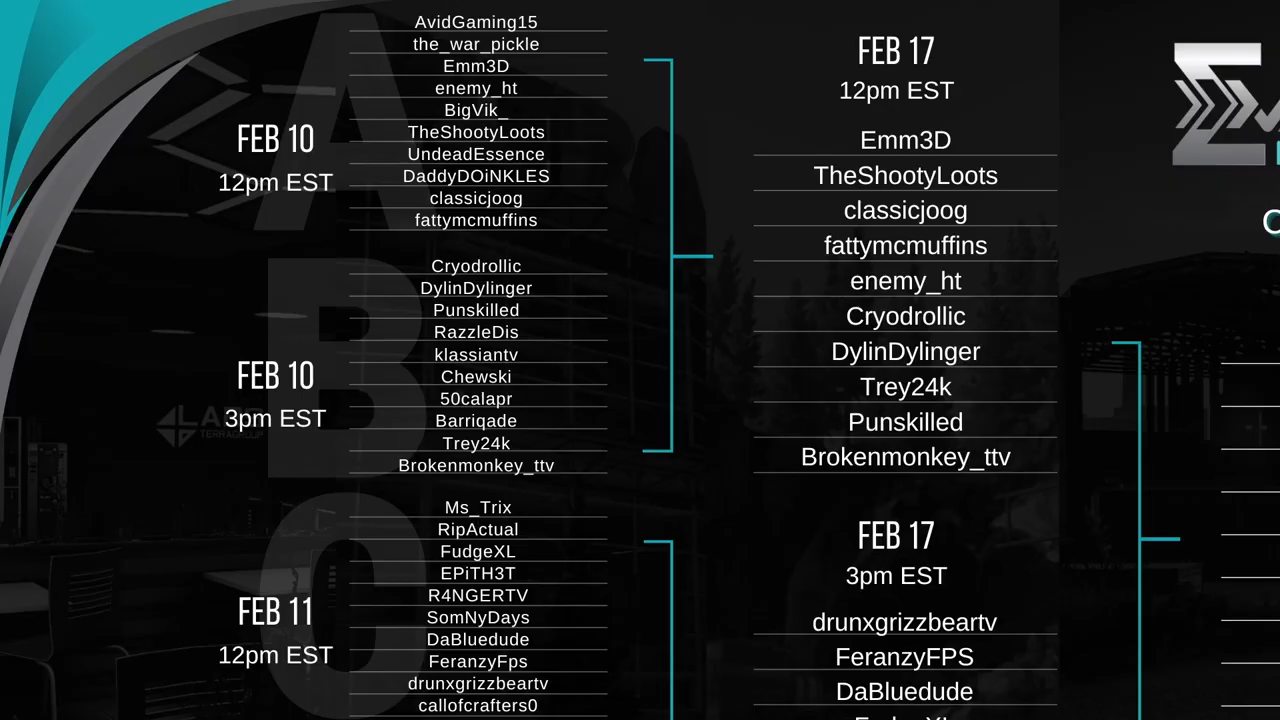 A
FEB 10
12pm EST
AvidGaming15
the_war_pickle
Emm3D
enemy_ht
BigVik_
TheShootyLoots
UndeadEssence
DaddyDOiNKLES
classicjoog
fattymcmuffins
B
FEB 10
3pm EST
Cryodrollic
DylinDylinger
Punskilled
RazzleDis
klassiantv
Chewski
50calapr
Barriqade
Trey24k
Brokenmonkey_ttv
C
FEB 11
12pm EST
Ms_Trix
RipActual
FudgeXL
EPiTH3T
R4NGERTV
SomNyDays
DaBluedude
FeranzyFps
drunxgrizzbeartv
callofcrafters0
FEB 17
12pm EST
Emm3D
TheShootyLoots
classicjoog
fattymcmuffins
enemy_ht
Cryodrollic
DylinDylinger
Trey24k
Punskilled
Brokenmonkey_ttv
FEB 17
3pm EST
drunxgrizzbeartv
FeranzyFPS
DaBluedude